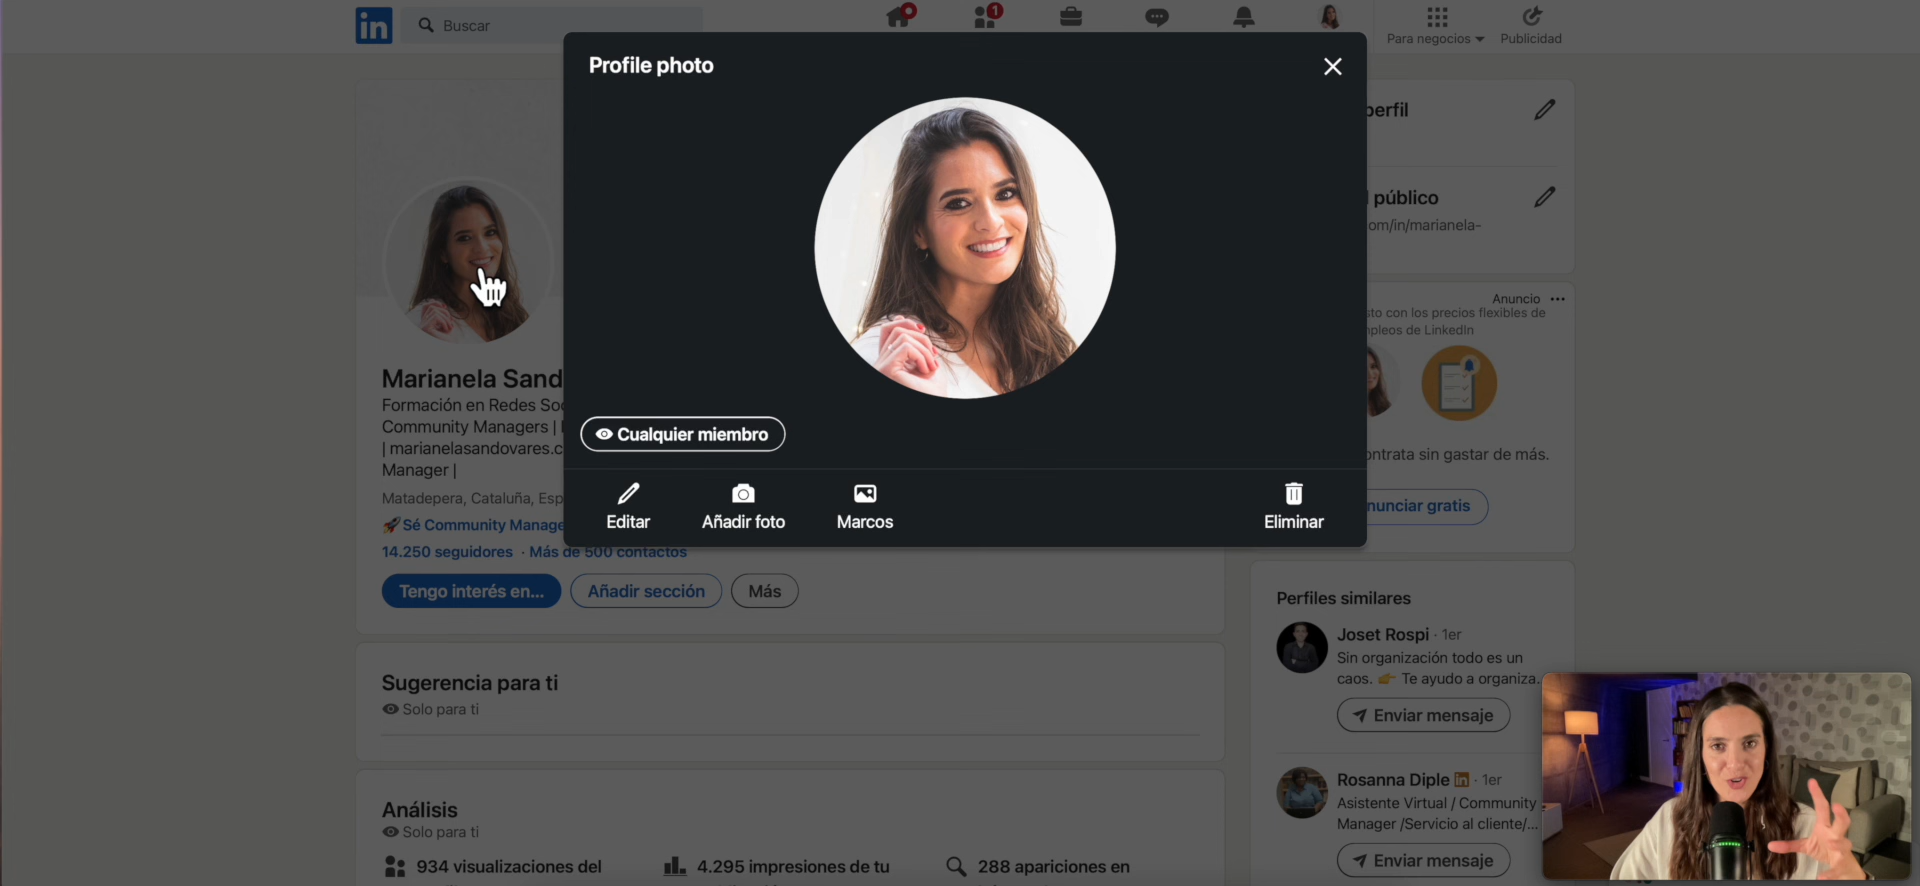 in
Buscar
1
Para negocios
Publicidad
Profile photo
perfil
público
om/in/marianela-
Anuncio
sto con los precios flexibles de
pleos de LinkedIn
Marianela Sand
Formación en Redes Soc
Community Managers |
| marianelasandovares.c
Manager |
Matadepera, Cataluña, Esp
🚀Sé Community Manage
14.250 seguidores · Más de 500 contactos
Cualquier miembro
Editar
Añadir foto
Marcos
Eliminar
ontrata sin gastar de más.
nunciar gratis
Tengo interés en...
Añadir sección
Más
Sugerencia para ti
Solo para ti
Análisis
Solo para ti
934 visualizaciones del
4.295 impresiones de tu
288 apariciones en
Perfiles similares
Joset Rospi · 1er
Sin organización todo es un
caos. 👉 Te ayudo a organiza.
Enviar mensaje
Rosanna Diple in · 1er
Asistente Virtual / Community
Manager /Servicio al cliente/...
Enviar mensaje